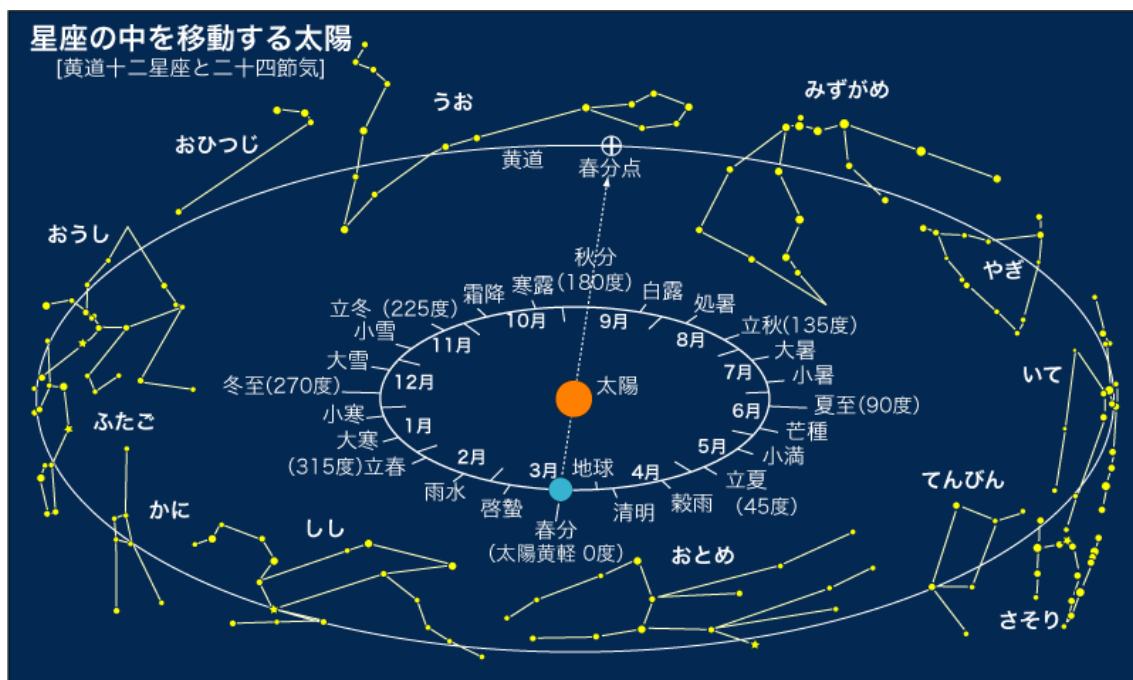 星座の中を移動する太陽
[黄道十二星座と二十四節気]
うお
みずがめ
おひつじ
黄道
春分点
おうし
やぎ
秋分
(180度)
寒露
霜降
立冬 (225度)
小雪
大雪
冬至(270度)
小寒
大寒
(315度)立春
雨水
啓蟄
春分
(太陽黄軽 0度)
清明
穀雨
立夏
(45度)
小満
芒種
夏至(90度)
小暑
大暑
立秋(135度)
処暑
白露
10月
9月
11月
8月
12月
7月
1月
6月
2月
5月
3月
4月
太陽
地球
ふたご
いて
かに
しし
おとめ
てんびん
さそり